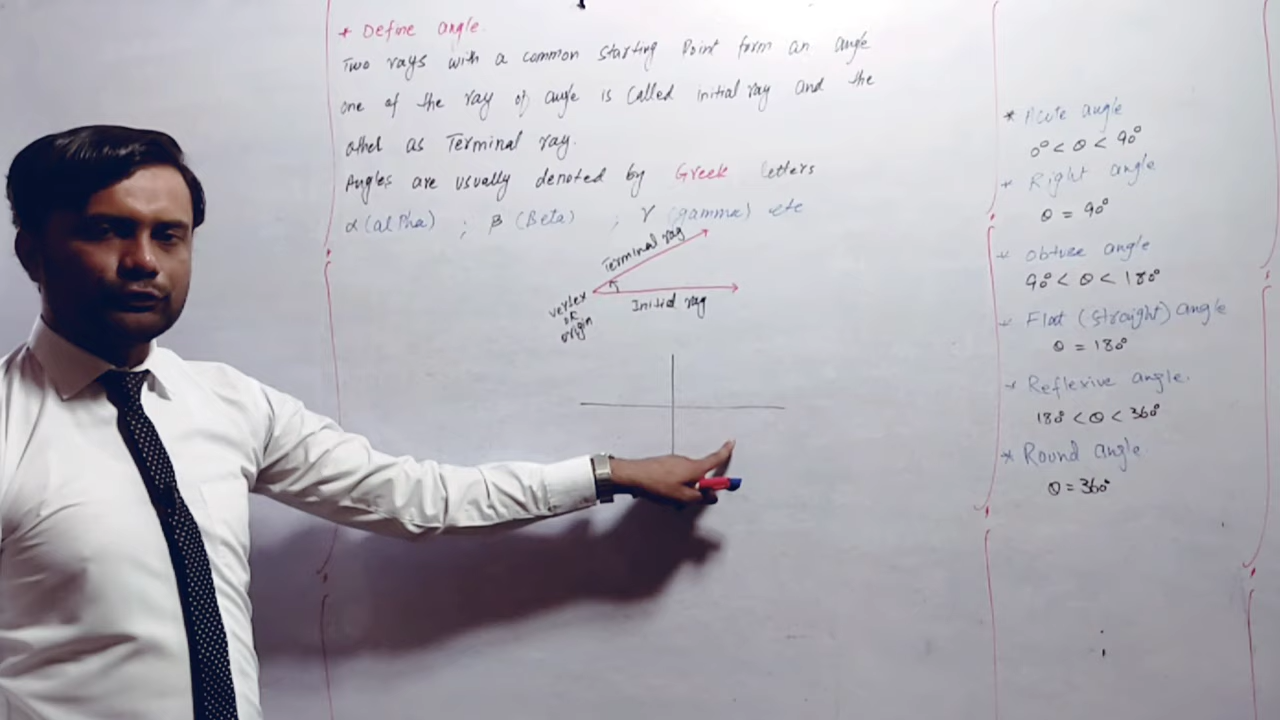 * Define angle.
Two rays with a common starting Point form an angle
one of the ray of angle is called initial ray and the
other as Terminal ray.
Angles are usually denoted by Greek letters
α (alPha) ; β (Beta) ; γ (gamma) etc
Terminal ray
vertex
OR
origin
Initial ray
* Acute angle
0° < θ < 90°
* Right angle
θ = 90°
* obtuse angle
90° < θ < 180°
* Flat (straight) angle
θ = 180°
* Reflexive angle.
180° < θ < 360°
* Round angle.
θ = 360°